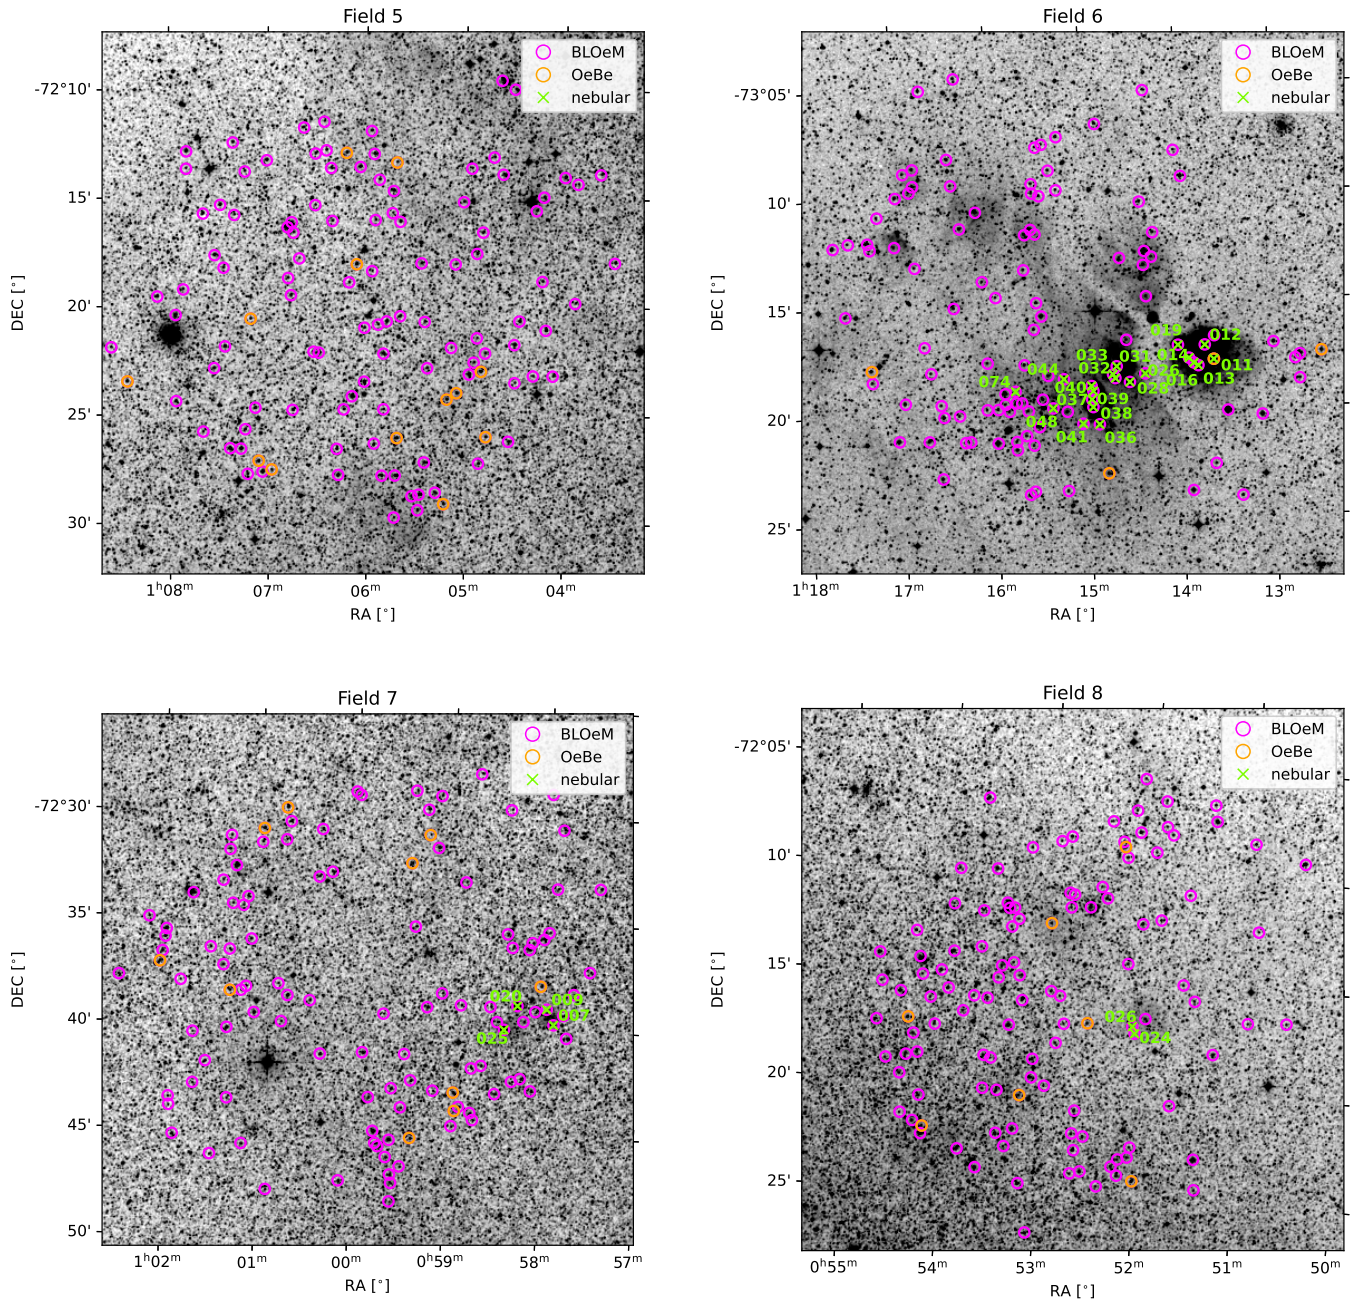 Field 5
BLOeM
OeBe
nebular
-72°10'
15'
20'
25'
30'
DEC [°]
1ʰ08ᵐ 07ᵐ 06ᵐ 05ᵐ 04ᵐ
RA [°]
Field 6
BLOeM
OeBe
nebular
-73°05'
10'
15'
20'
25'
DEC [°]
019
012
033
031
014
011
044
032
026
074
028
016
013
040
037
039
048
038
041
036
1ʰ18ᵐ 17ᵐ 16ᵐ 15ᵐ 14ᵐ 13ᵐ
RA [°]
Field 7
BLOeM
OeBe
nebular
-72°30'
35'
40'
45'
50'
DEC [°]
020
009
007
025
1ʰ02ᵐ 01ᵐ 00ᵐ 0ʰ59ᵐ 58ᵐ 57ᵐ
RA [°]
Field 8
BLOeM
OeBe
nebular
-72°05'
10'
15'
20'
25'
DEC [°]
026
024
0ʰ55ᵐ 54ᵐ 53ᵐ 52ᵐ 51ᵐ 50ᵐ
RA [°]